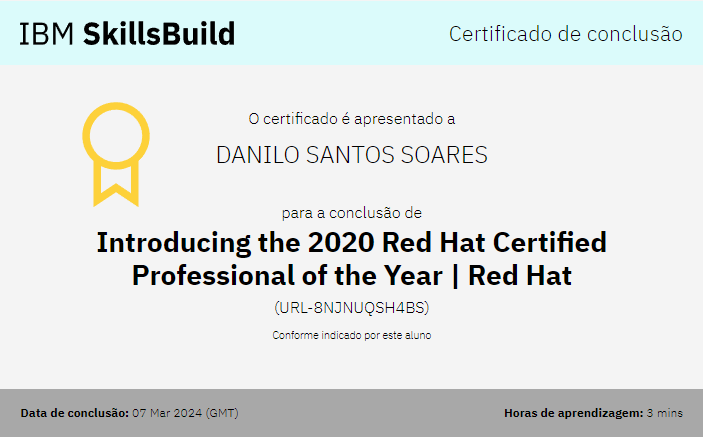 IBM SkillsBuild
Certificado de conclusão
O certificado é apresentado a
DANILO SANTOS SOARES
para a conclusão de
Introducing the 2020 Red Hat Certified
Professional of the Year | Red Hat
(URL-8NJNUQSH4BS)
Conforme indicado por este aluno
Data de conclusão: 07 Mar 2024 (GMT)
Horas de aprendizagem: 3 mins